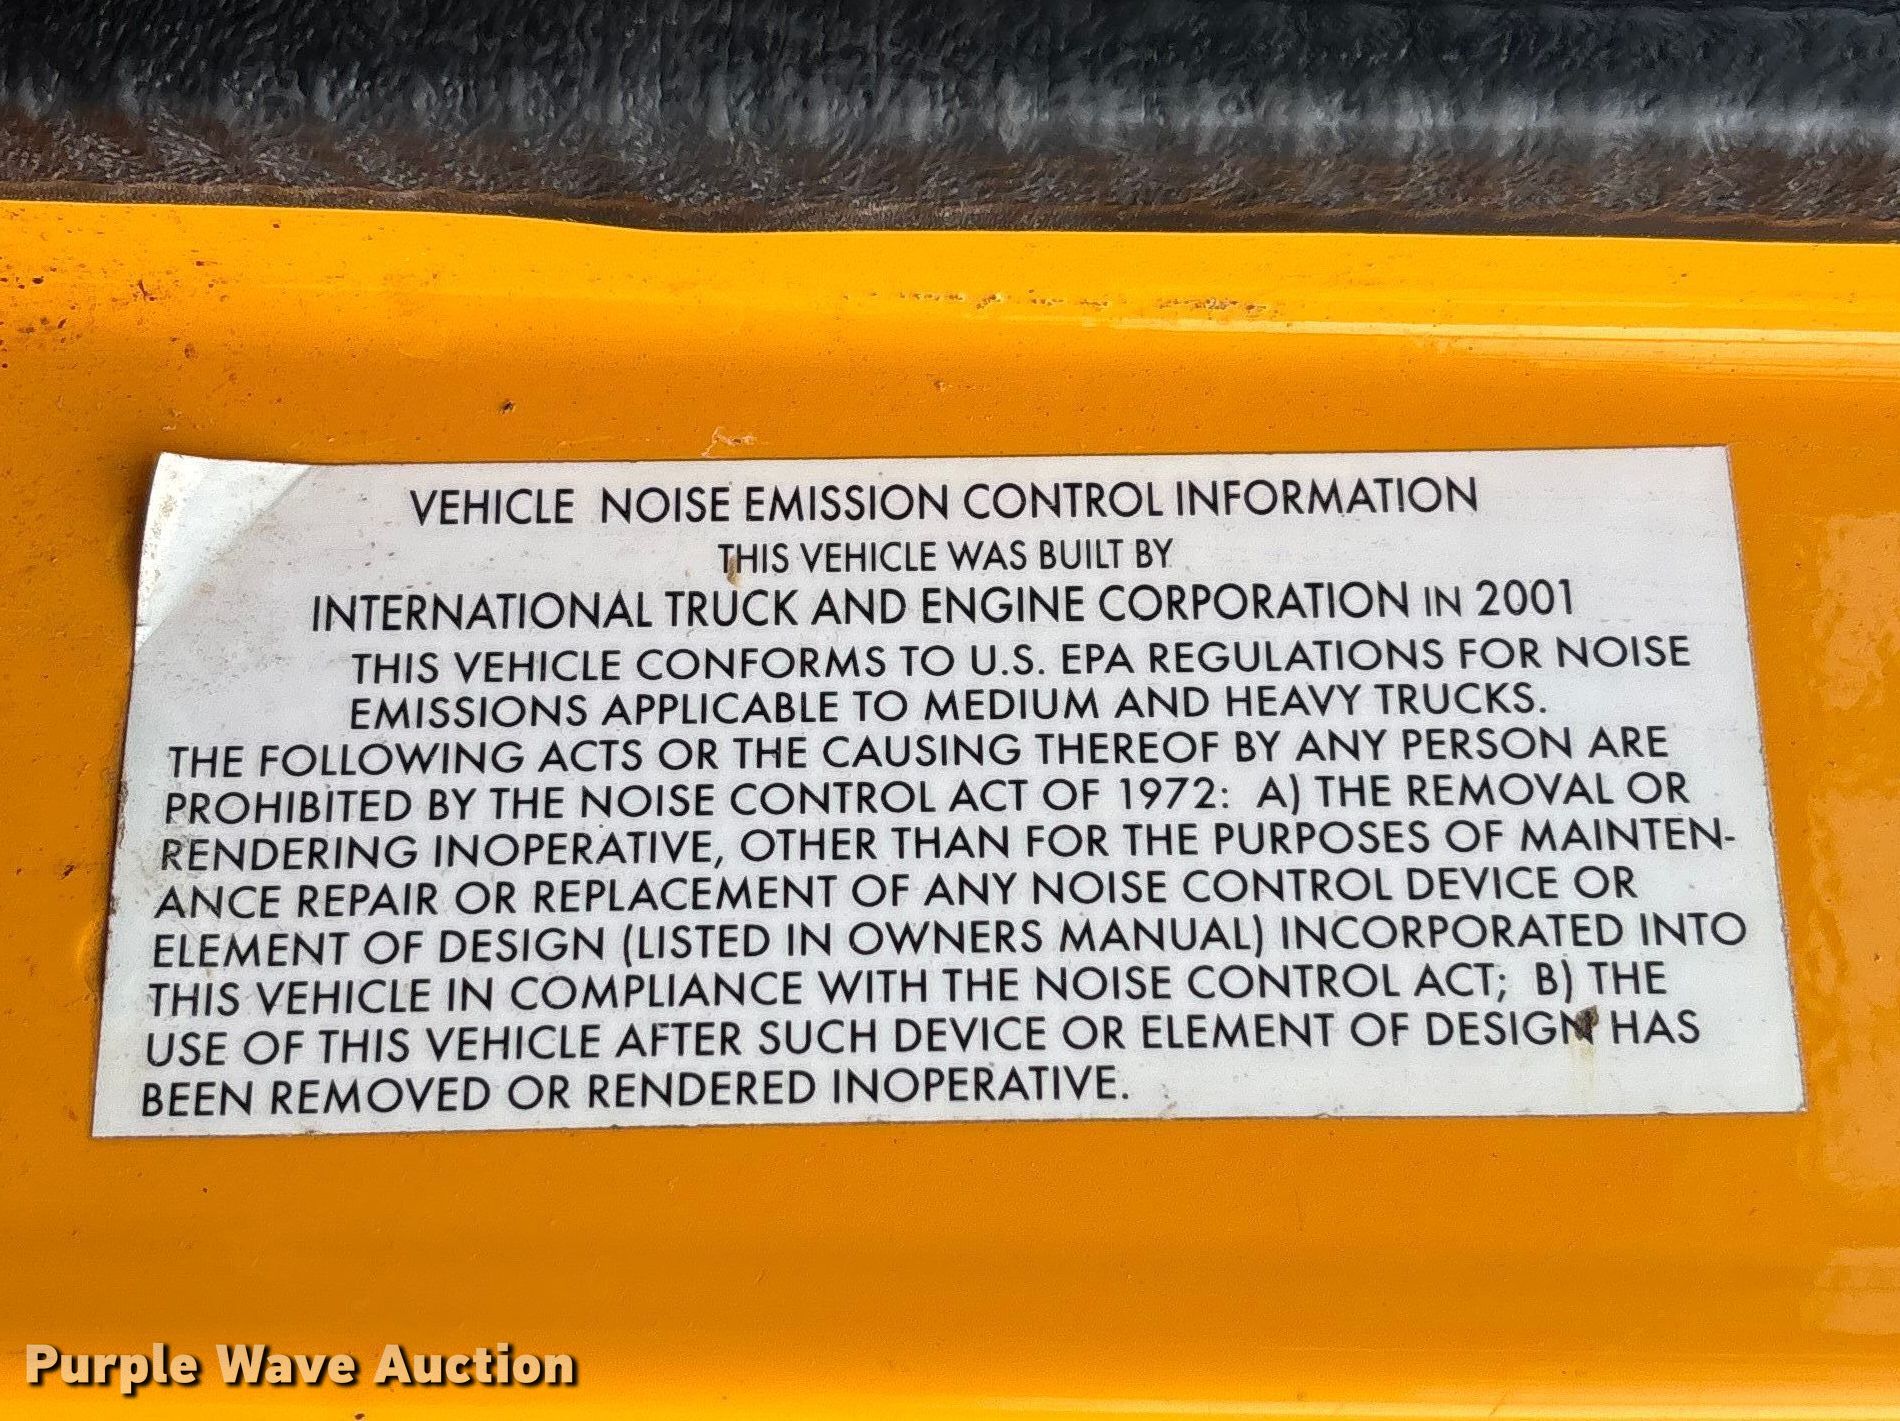 VEHICLE NOISE EMISSION CONTROL INFORMATION
THIS VEHICLE WAS BUILT BY
INTERNATIONAL TRUCK AND ENGINE CORPORATION IN 2001
THIS VEHICLE CONFORMS TO U.S. EPA REGULATIONS FOR NOISE
EMISSIONS APPLICABLE TO MEDIUM AND HEAVY TRUCKS.
THE FOLLOWING ACTS OR THE CAUSING THEREOF BY ANY PERSON ARE
PROHIBITED BY THE NOISE CONTROL ACT OF 1972: A) THE REMOVAL OR
RENDERING INOPERATIVE, OTHER THAN FOR THE PURPOSES OF MAINTEN-
ANCE REPAIR OR REPLACEMENT OF ANY NOISE CONTROL DEVICE OR
ELEMENT OF DESIGN (LISTED IN OWNERS MANUAL) INCORPORATED INTO
THIS VEHICLE IN COMPLIANCE WITH THE NOISE CONTROL ACT; B) THE
USE OF THIS VEHICLE AFTER SUCH DEVICE OR ELEMENT OF DESIGN HAS
BEEN REMOVED OR RENDERED INOPERATIVE.
Purple Wave Auction